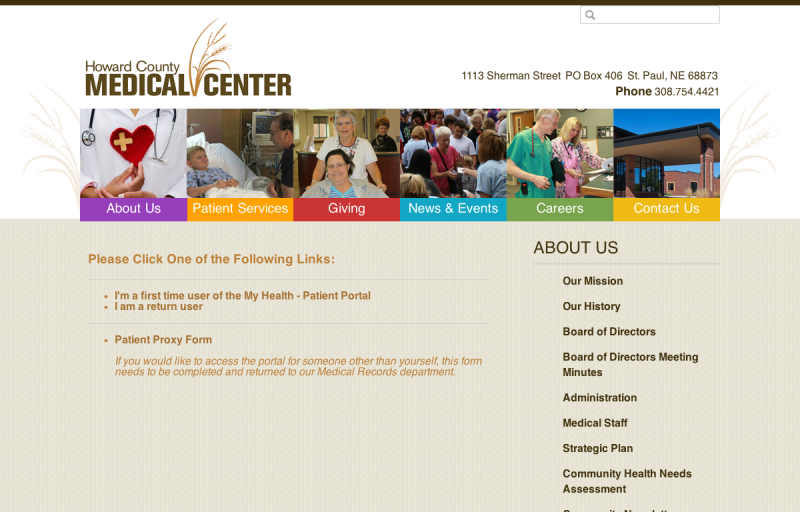 Howard County
MEDICAL CENTER
1113 Sherman Street PO Box 406 St. Paul, NE 68873
Phone 308.754.4421
About Us
Patient Services
Giving
News & Events
Careers
Contact Us
Please Click One of the Following Links:
• I'm a first time user of the My Health - Patient Portal
• I am a return user
• Patient Proxy Form
If you would like to access the portal for someone other than yourself, this form
needs to be completed and returned to our Medical Records department.
ABOUT US
Our Mission
Our History
Board of Directors
Board of Directors Meeting
Minutes
Administration
Medical Staff
Strategic Plan
Community Health Needs
Assessment